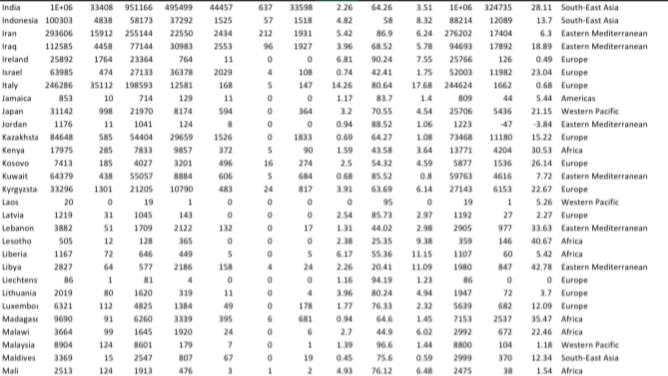 India 1E+06 33408 951166 495499 44457 637 33598 2.26 64.26 3.51 1E+06 324735 28.11 South-East Asia
Indonesia 100303 4838 58173 37292 1525 57 1518 4.82 58 8.32 88214 12089 13.7 South-East Asia
Iran 293606 15912 255144 22550 2434 212 1931 5.42 86.9 6.24 276202 17404 6.3 Eastern Mediterranean
Iraq 112585 4458 77144 30983 2553 96 1927 3.96 68.52 5.78 94693 17892 18.89 Eastern Mediterranean
Ireland 25892 1764 23364 764 11 0 0 6.81 90.24 7.55 25766 126 0.49 Europe
Israel 63985 474 27133 36378 2029 4 108 0.74 42.41 1.75 52003 11982 23.04 Europe
Italy 246286 35112 198593 12581 168 5 147 14.26 80.64 17.68 244624 1662 0.68 Europe
Jamaica 853 10 714 129 11 0 0 1.17 83.7 1.4 809 44 5.44 Americas
Japan 31142 998 21970 8174 594 0 364 3.2 70.55 4.54 25706 5436 21.15 Western Pacific
Jordan 1176 11 1041 124 8 0 0 0.94 88.52 1.06 1223 -47 -3.84 Eastern Mediterranean
Kazakhsta 84648 585 54404 29659 1526 0 1833 0.69 64.27 1.08 73468 11180 15.22 Europe
Kenya 17975 285 7833 9857 372 5 90 1.59 43.58 3.64 13771 4204 30.53 Africa
Kosovo 7413 185 4027 3201 496 16 274 2.5 54.32 4.59 5877 1536 26.14 Europe
Kuwait 64379 438 55057 8884 606 5 684 0.68 85.52 0.8 59763 4616 7.72 Eastern Mediterranean
Kyrgyzsta 33296 1301 21205 10790 483 24 817 3.91 63.69 6.14 27143 6153 22.67 Europe
Laos 20 0 19 1 0 0 0 0 95 0 19 1 5.26 Western Pacific
Latvia 1219 31 1045 143 0 0 0 2.54 85.73 2.97 1192 27 2.27 Europe
Lebanon 3882 51 1709 2122 132 0 17 1.31 44.02 2.98 2905 977 33.63 Eastern Mediterranean
Lesotho 505 12 128 365 0 0 0 2.38 25.35 9.38 359 146 40.67 Africa
Liberia 1167 72 646 449 5 0 5 6.17 55.36 11.15 1107 60 5.42 Africa
Libya 2827 64 577 2186 158 4 24 2.26 20.41 11.09 1980 847 42.78 Eastern Mediterranean
Liechtens 86 1 81 4 0 0 0 1.16 94.19 1.23 86 0 0 Europe
Lithuania 2019 80 1620 319 11 0 4 3.96 80.24 4.94 1947 72 3.7 Europe
Luxembou 6321 112 4825 1384 49 0 178 1.77 76.33 2.32 5639 682 12.09 Europe
Madagasc 9690 91 6260 3339 395 6 681 0.94 64.6 1.45 7153 2537 35.47 Africa
Malawi 3664 99 1645 1920 24 0 6 2.7 44.9 6.02 2992 672 22.46 Africa
Malaysia 8904 124 8601 179 7 0 1 1.39 96.6 1.44 8800 104 1.18 Western Pacific
Maldives 3369 15 2547 807 67 0 19 0.45 75.6 0.59 2999 370 12.34 South-East Asia
Mali 2513 124 1913 476 3 1 2 4.93 76.12 6.48 2475 38 1.54 Africa